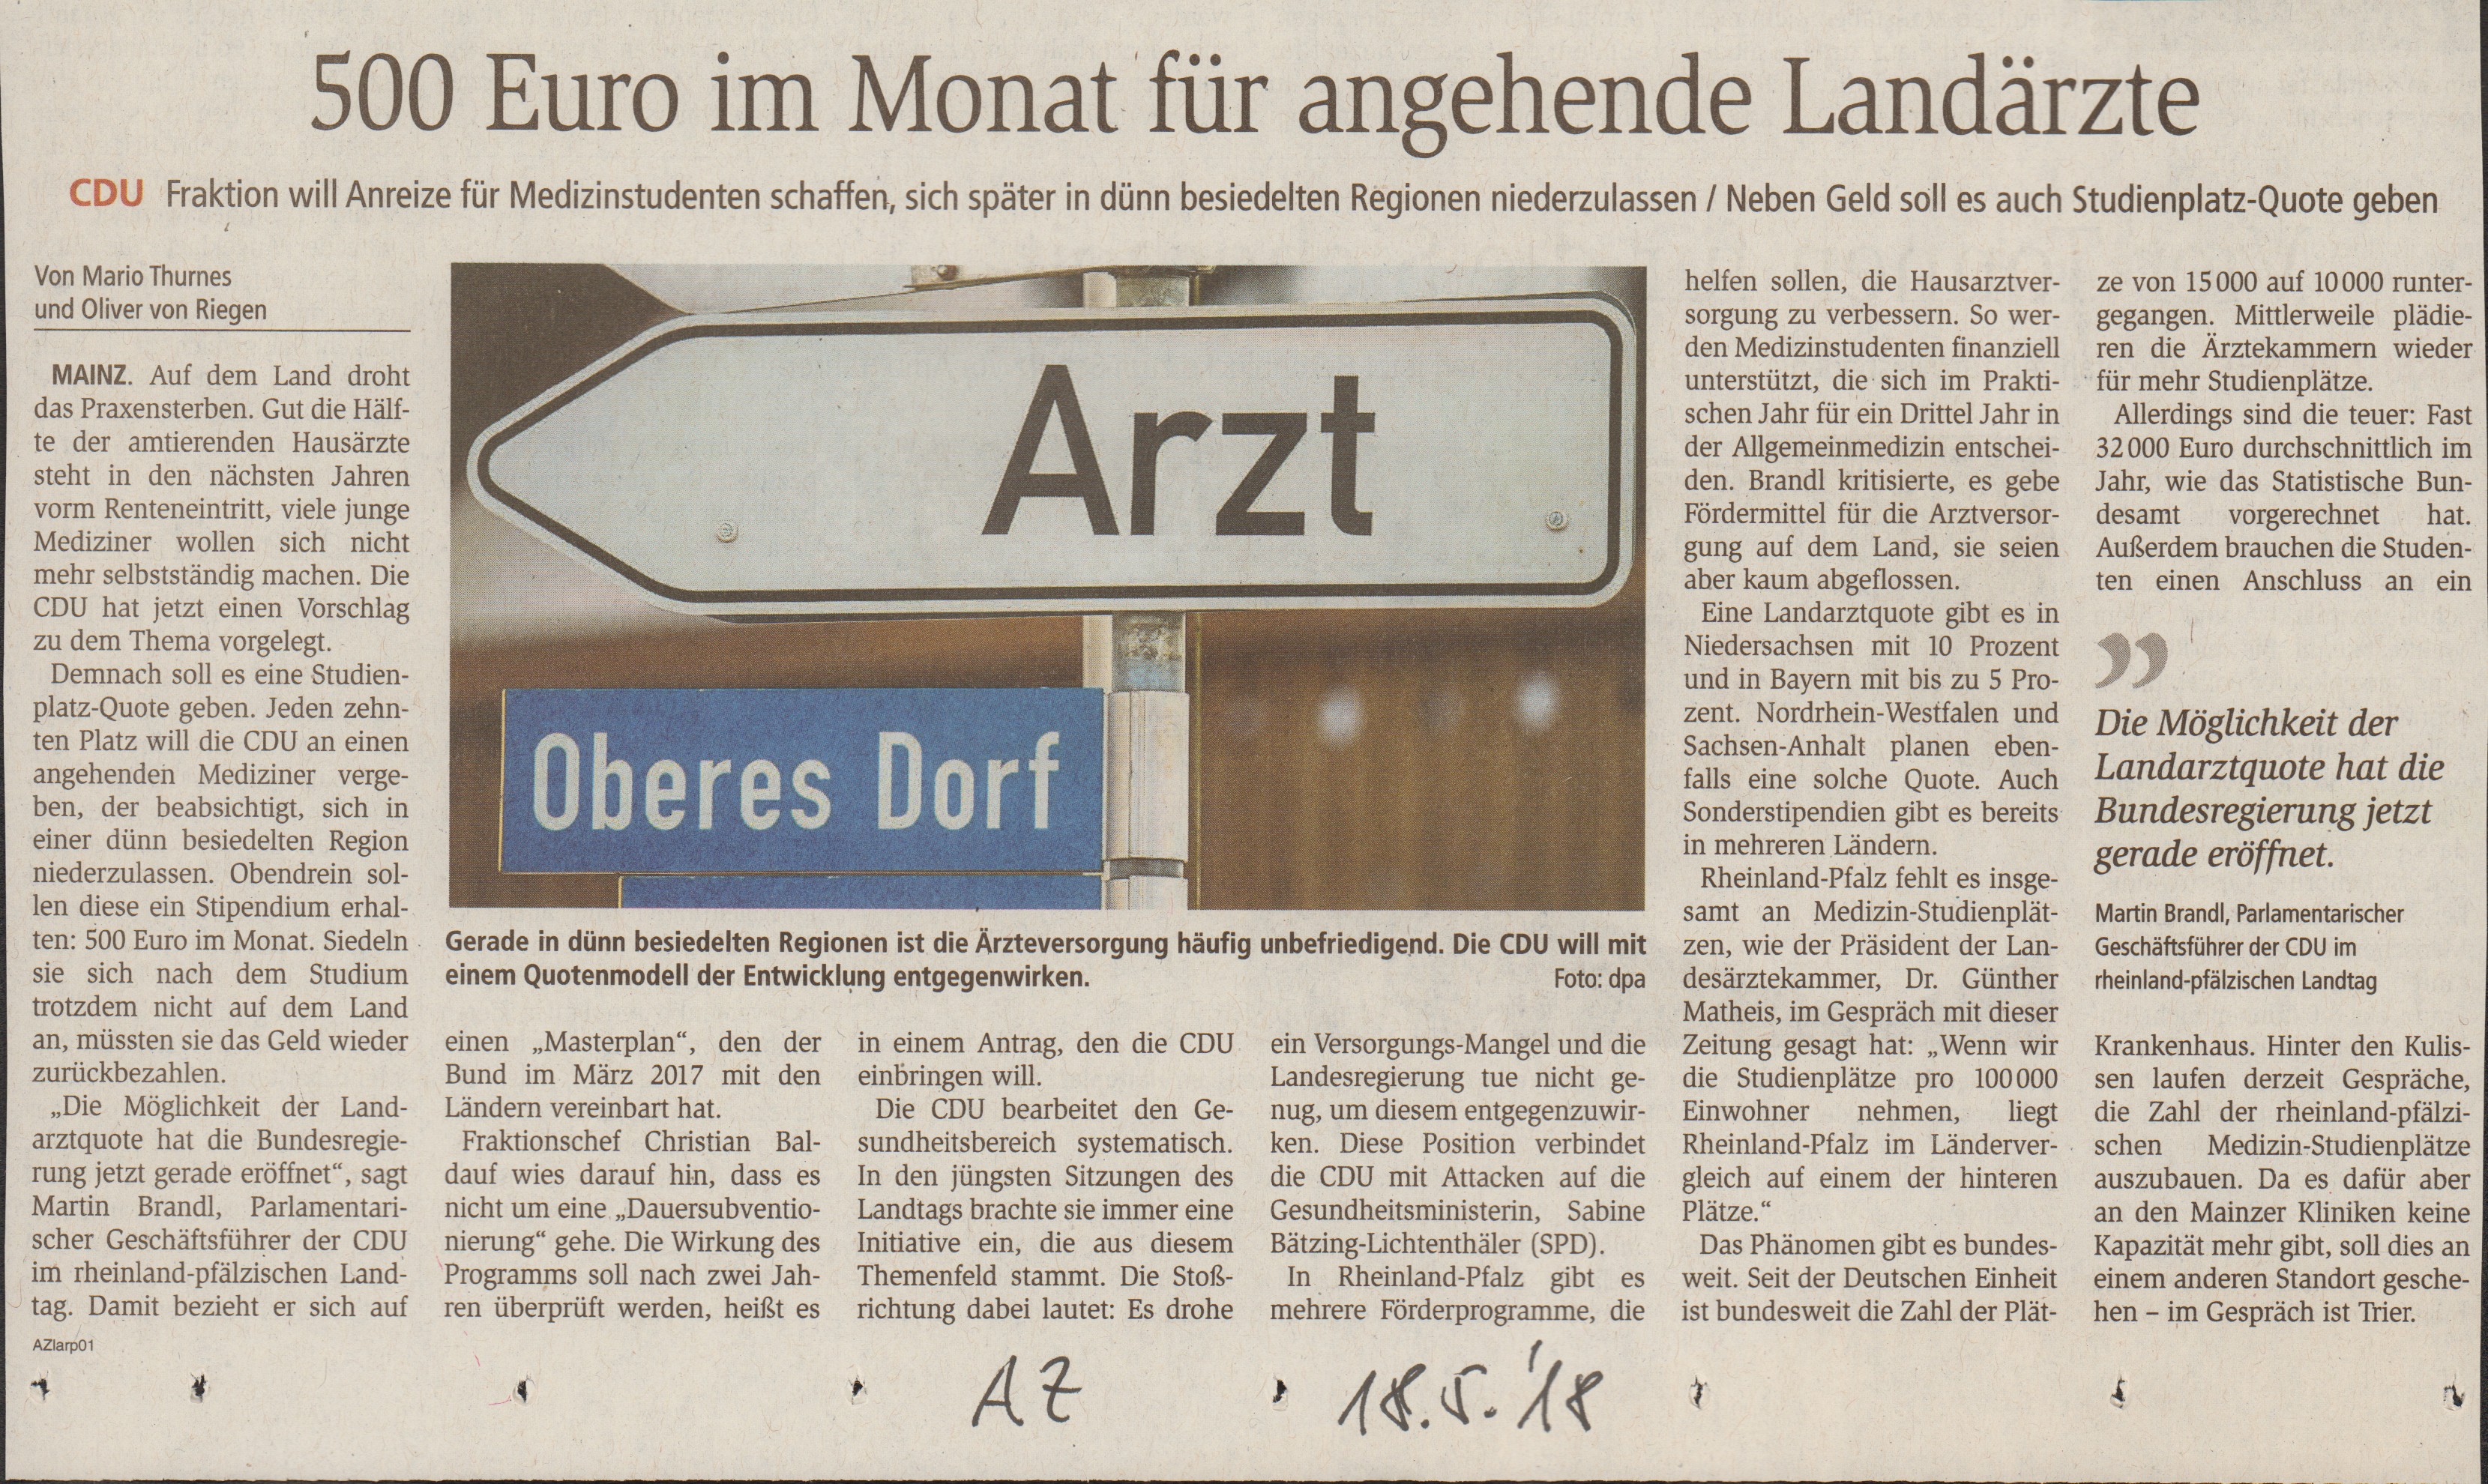 500 Euro im Monat für angehende Landärzte
CDU Fraktion will Anreize für Medizinstudenten schaffen, sich später in dünn besiedelten Regionen niederzulassen / Neben Geld soll es auch Studienplatz-Quote geben
Von Mario Thurnes
und Oliver von Riegen
MAINZ. Auf dem Land droht
das Praxensterben. Gut die Hälf-
te der amtierenden Hausärzte
steht in den nächsten Jahren
vorm Renteneintritt, viele junge
Mediziner wollen sich nicht
mehr selbstständig machen. Die
CDU hat jetzt einen Vorschlag
zu dem Thema vorgelegt.
Demnach soll es eine Studien-
platz-Quote geben. Jeden zehn-
ten Platz will die CDU an einen
angehenden Mediziner verge-
ben, der beabsichtigt, sich in
einer dünn besiedelten Region
niederzulassen. Obendrein sol-
len diese ein Stipendium erhal-
ten: 500 Euro im Monat. Siedeln
sie sich nach dem Studium
trotzdem nicht auf dem Land
an, müssten sie das Geld wieder
zurückbezahlen.
„Die Möglichkeit der Land-
arztquote hat die Bundesregie-
rung jetzt gerade eröffnet“, sagt
Martin Brandl, Parlamentari-
scher Geschäftsführer der CDU
im rheinland-pfälzischen Land-
tag. Damit bezieht er sich auf
AZlarp01
Arzt
Oberes Dorf
Gerade in dünn besiedelten Regionen ist die Ärzteversorgung häufig unbefriedigend. Die CDU will mit
einem Quotenmodell der Entwicklung entgegenwirken. Foto: dpa
einen „Masterplan“, den der
Bund im März 2017 mit den
Ländern vereinbart hat.
Fraktionschef Christian Bal-
dauf wies darauf hin, dass es
nicht um eine „Dauersubventio-
nierung“ gehe. Die Wirkung des
Programms soll nach zwei Jah-
ren überprüft werden, heißt es
in einem Antrag, den die CDU
einbringen will.
Die CDU bearbeitet den Ge-
sundheitsbereich systematisch.
In den jüngsten Sitzungen des
Landtags brachte sie immer eine
Initiative ein, die aus diesem
Themenfeld stammt. Die Stoß-
richtung dabei lautet: Es drohe
ein Versorgungs-Mangel und die
Landesregierung tue nicht ge-
nug, um diesem entgegenzuwir-
ken. Diese Position verbindet
die CDU mit Attacken auf die
Gesundheitsministerin, Sabine
Bätzing-Lichtenthäler (SPD).
In Rheinland-Pfalz gibt es
mehrere Förderprogramme, die
helfen sollen, die Hausarztver-
sorgung zu verbessern. So wer-
den Medizinstudenten finanziell
unterstützt, die sich im Prakti-
schen Jahr für ein Drittel Jahr in
der Allgemeinmedizin entschei-
den. Brandl kritisierte, es gebe
Fördermittel für die Arztversor-
gung auf dem Land, sie seien
aber kaum abgeflossen.
Eine Landarztquote gibt es in
Niedersachsen mit 10 Prozent
und in Bayern mit bis zu 5 Pro-
zent. Nordrhein-Westfalen und
Sachsen-Anhalt planen eben-
falls eine solche Quote. Auch
Sonderstipendien gibt es bereits
in mehreren Ländern.
Rheinland-Pfalz fehlt es insge-
samt an Medizin-Studienplät-
zen, wie der Präsident der Lan-
desärztekammer, Dr. Günther
Matheis, im Gespräch mit dieser
Zeitung gesagt hat: „Wenn wir
die Studienplätze pro 100 000
Einwohner nehmen, liegt
Rheinland-Pfalz im Länderver-
gleich auf einem der hinteren
Plätze.“
Das Phänomen gibt es bundes-
weit. Seit der Deutschen Einheit
ist bundesweit die Zahl der Plät-
ze von 15 000 auf 10 000 runter-
gegangen. Mittlerweile plädie-
ren die Ärztekammern wieder
für mehr Studienplätze.
Allerdings sind die teuer: Fast
32 000 Euro durchschnittlich im
Jahr, wie das Statistische Bun-
desamt vorgerechnet hat.
Außerdem brauchen die Studen-
ten einen Anschluss an ein
”
Die Möglichkeit der
Landarztquote hat die
Bundesregierung jetzt
gerade eröffnet.
Martin Brandl, Parlamentarischer
Geschäftsführer der CDU im
rheinland-pfälzischen Landtag
Krankenhaus. Hinter den Kulis-
sen laufen derzeit Gespräche,
die Zahl der rheinland-pfälzi-
schen Medizin-Studienplätze
auszubauen. Da es dafür aber
an den Mainzer Kliniken keine
Kapazität mehr gibt, soll dies an
einem anderen Standort gesche-
hen – im Gespräch ist Trier.
AZ 18.5.'18